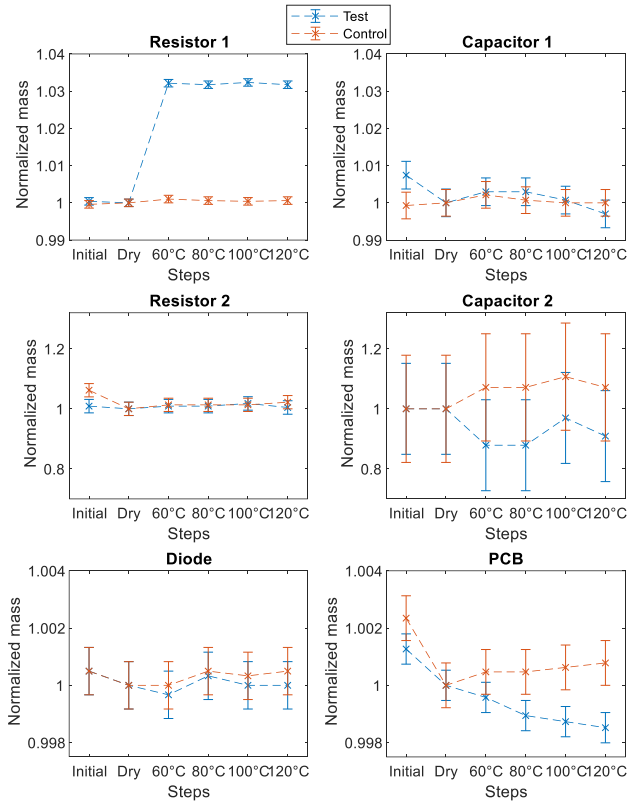 Test
Control
Resistor 1
Normalized mass
1.04
1.03
1.02
1.01
1
0.99
Initial Dry 60°C 80°C 100°C 120°C
Steps
Capacitor 1
Normalized mass
1.04
1.03
1.02
1.01
1
0.99
Initial Dry 60°C 80°C 100°C 120°C
Steps
Resistor 2
Normalized mass
1.2
1
0.8
Initial Dry 60°C 80°C 100°C 120°C
Steps
Capacitor 2
Normalized mass
1.2
1
0.8
Initial Dry 60°C 80°C 100°C 120°C
Steps
Diode
Normalized mass
1.004
1.002
1
0.998
Initial Dry 60°C 80°C 100°C 120°C
Steps
PCB
Normalized mass
1.004
1.002
1
0.998
Initial Dry 60°C 80°C 100°C 120°C
Steps